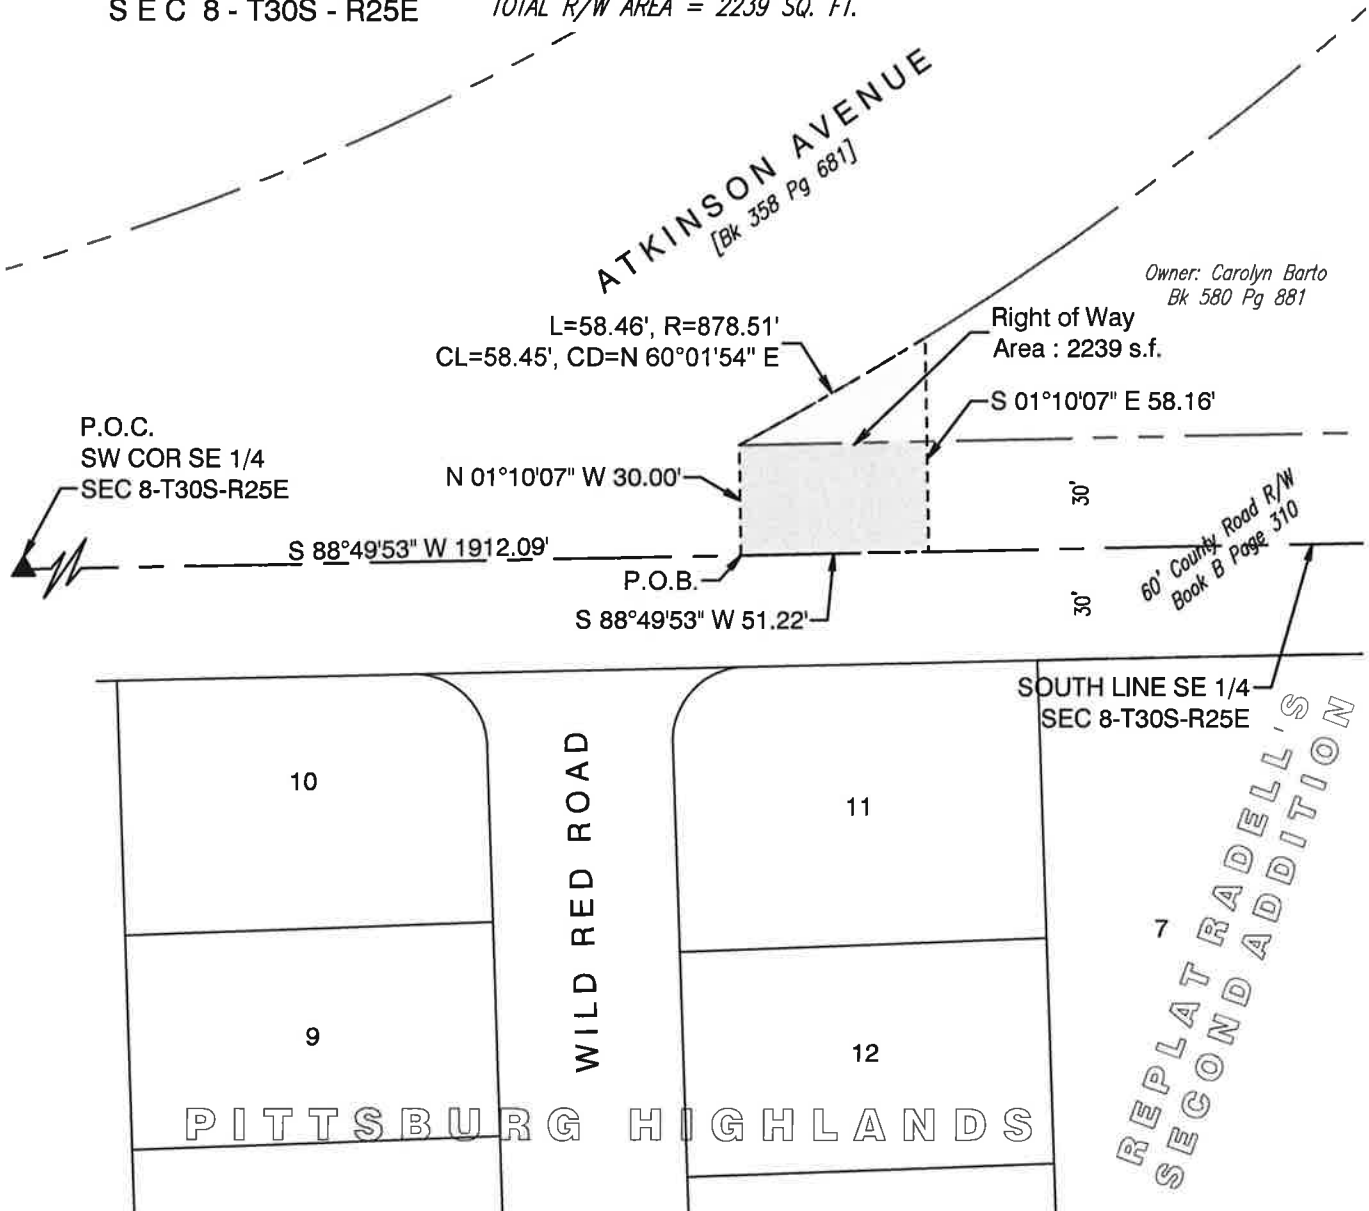 SEC 8 - T30S - R25E
TOTAL R/W AREA = 2239 SQ. FT.
ATKINSON AVENUE
[Bk 358 Pg 681]
Owner: Carolyn Barto
Bk 580 Pg 881
L=58.46', R=878.51'
CL=58.45', CD=N 60°01'54" E
Right of Way
Area : 2239 s.f.
S 01°10'07" E 58.16'
P.O.C.
SW COR SE 1/4
SEC 8-T30S-R25E
N 01°10'07" W 30.00'
30'
60' County Road R/W
Book B Page 310
S 88°49'53" W 1912.09'
P.O.B.
S 88°49'53" W 51.22'
30'
SOUTH LINE SE 1/4
SEC 8-T30S-R25E
10
WILD RED ROAD
11
7
REPLAT RADELL'S
SECOND ADDITION
9
12
PITTSBURG HIGHLANDS